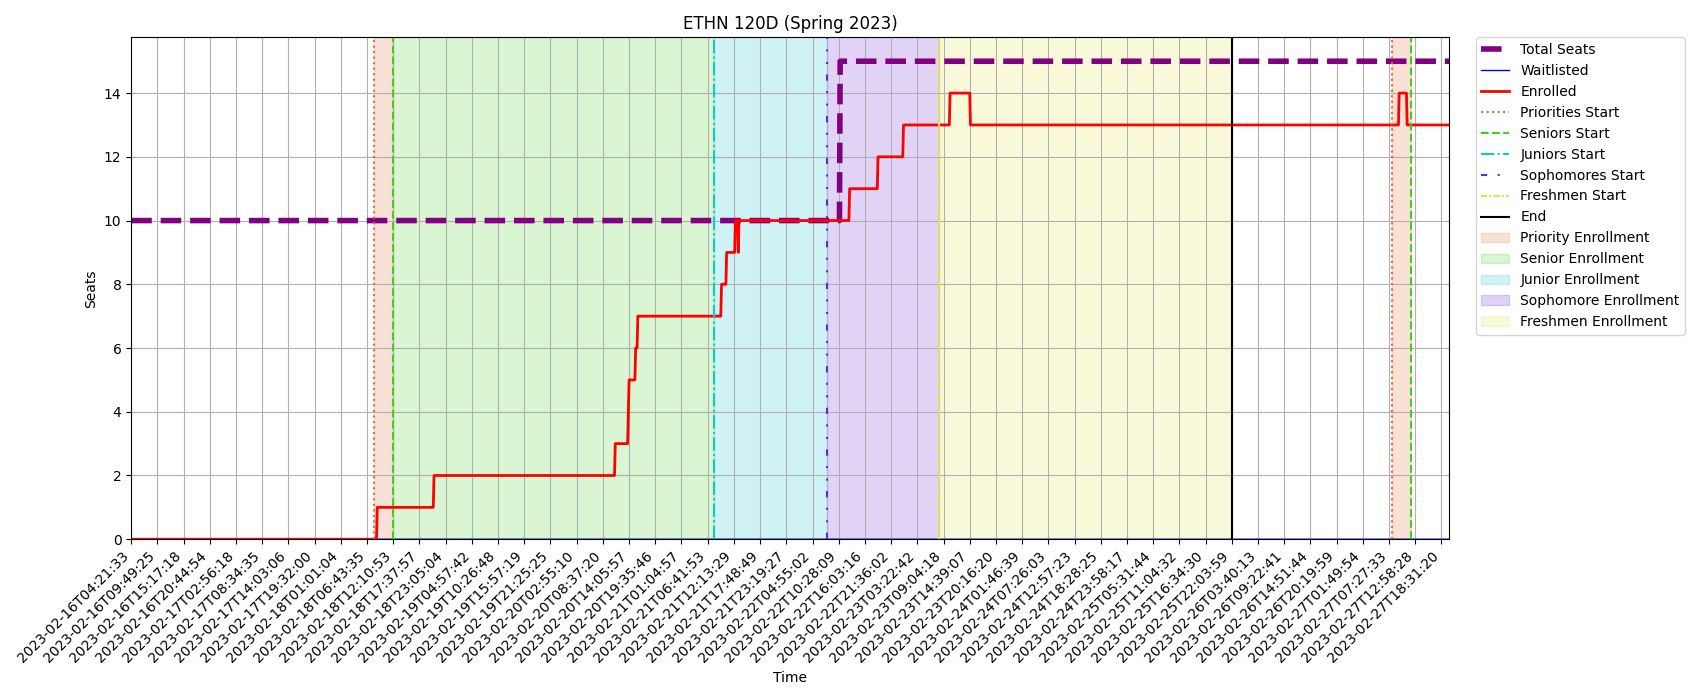 ETHN 120D (Spring 2023)
Total Seats
Waitlisted
Enrolled
Priorities Start
Seniors Start
Juniors Start
Sophomores Start
Freshmen Start
End
Priority Enrollment
Senior Enrollment
Junior Enrollment
Sophomore Enrollment
Freshmen Enrollment
Seats
14
12
10
8
6
4
2
0
2023-02-16T04:21:33
2023-02-16T09:49:25
2023-02-16T15:17:18
2023-02-16T20:44:54
2023-02-17T02:56:18
2023-02-17T08:34:35
2023-02-17T14:03:06
2023-02-17T19:32:00
2023-02-18T01:01:04
2023-02-18T06:43:35
2023-02-18T12:10:53
2023-02-18T17:37:57
2023-02-18T23:05:04
2023-02-19T04:57:42
2023-02-19T10:26:48
2023-02-19T15:57:19
2023-02-19T21:25:25
2023-02-20T02:55:10
2023-02-20T08:37:20
2023-02-20T14:05:57
2023-02-20T19:35:46
2023-02-21T01:04:57
2023-02-21T06:41:53
2023-02-21T12:13:29
2023-02-21T17:48:49
2023-02-21T23:19:27
2023-02-22T04:55:02
2023-02-22T10:28:09
2023-02-22T16:03:16
2023-02-22T21:36:02
2023-02-23T03:22:42
2023-02-23T09:04:18
2023-02-23T14:39:07
2023-02-23T20:16:20
2023-02-24T01:46:39
2023-02-24T07:26:03
2023-02-24T12:57:23
2023-02-24T18:28:25
2023-02-24T23:58:17
2023-02-25T05:31:44
2023-02-25T11:04:32
2023-02-25T16:34:30
2023-02-25T22:03:59
2023-02-26T03:40:13
2023-02-26T09:22:41
2023-02-26T14:51:44
2023-02-26T20:19:59
2023-02-27T01:49:54
2023-02-27T07:27:33
2023-02-27T12:58:28
2023-02-27T18:31:20
Time